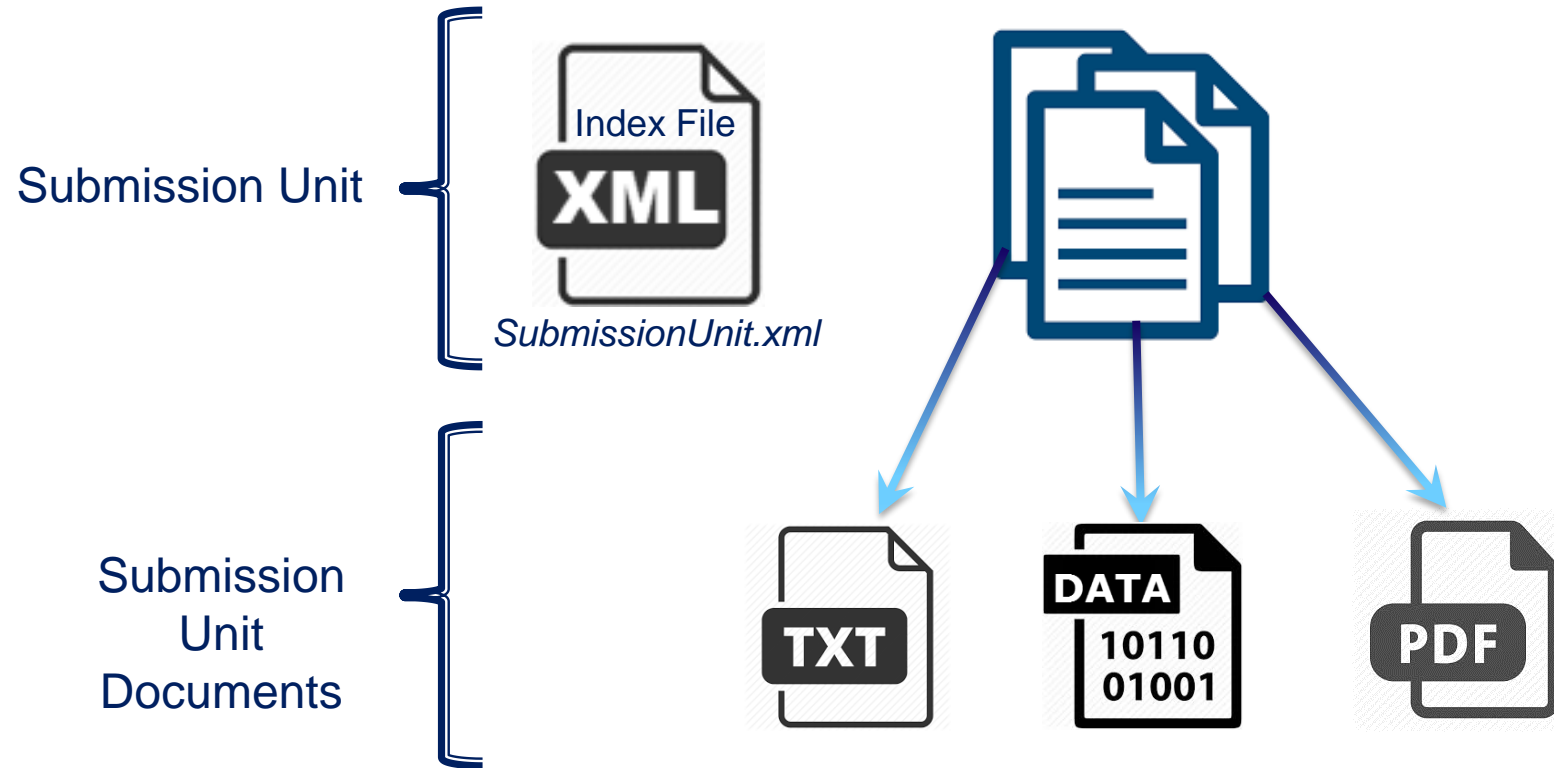 Submission Unit
Index File
XML
SubmissionUnit.xml
Submission
Unit
Documents
TXT
DATA
10110
01001
PDF